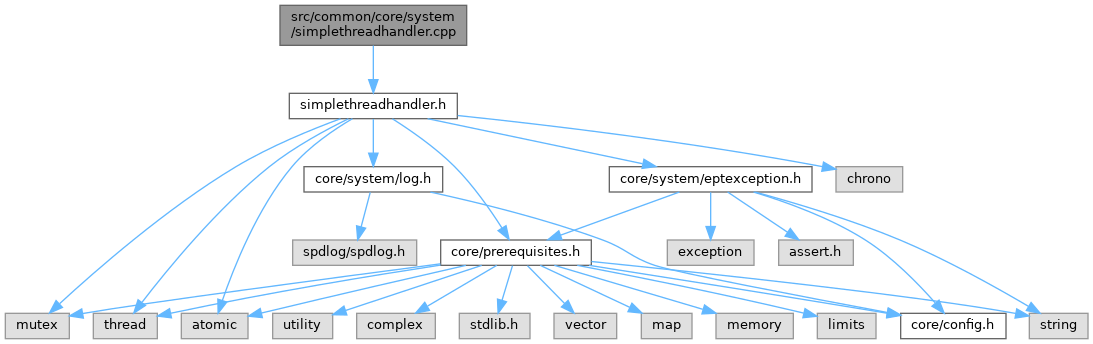 src/common/core/system
/simplethreadhandler.cpp
simplethreadhandler.h
core/system/log.h
core/system/eptexception.h
chrono
spdlog/spdlog.h
core/prerequisites.h
exception
assert.h
mutex
thread
atomic
utility
complex
stdlib.h
vector
map
memory
limits
core/config.h
string